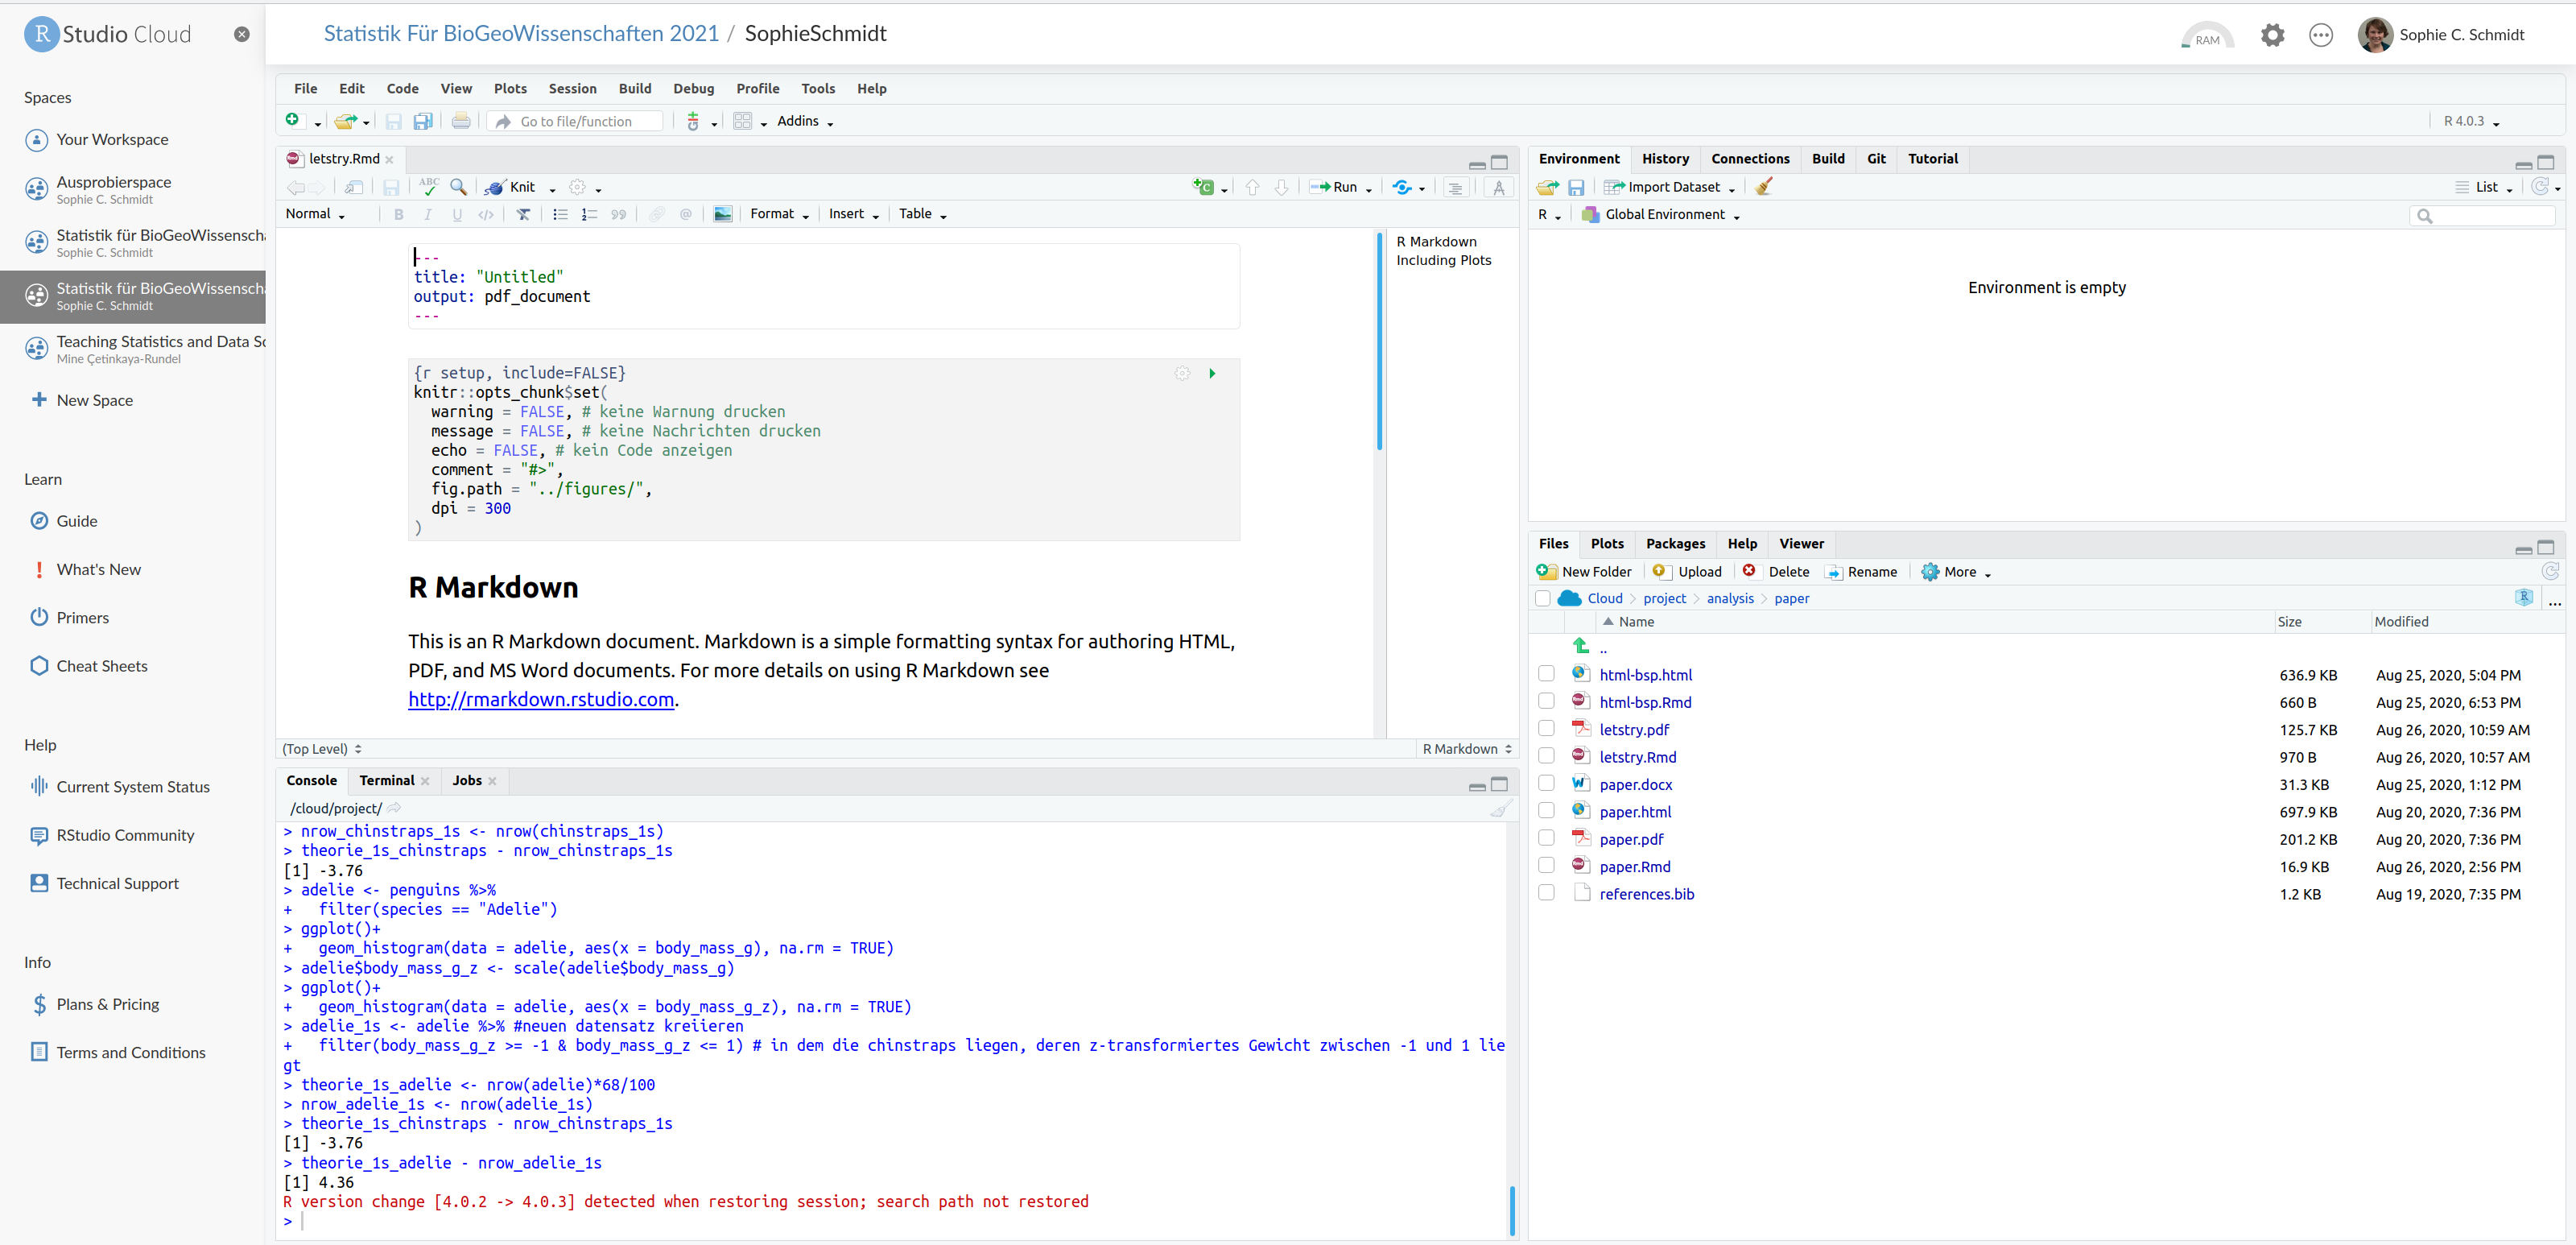 R Studio Cloud
Statistik Für BioGeoWissenschaften 2021 / SophieSchmidt
RAM
Sophie C. Schmidt
Spaces
Your Workspace
Ausprobierspace
Sophie C. Schmidt
Statistik für BioGeoWissensch
Sophie C. Schmidt
Statistik für BioGeoWissensch
Sophie C. Schmidt
Teaching Statistics and Data Sc
Mine Çetinkaya-Rundel
New Space
Learn
Guide
What's New
Primers
Cheat Sheets
Help
Current System Status
RStudio Community
Technical Support
Info
Plans & Pricing
Terms and Conditions
File Edit Code View Plots Session Build Debug Profile Tools Help
Go to file/function Addins R 4.0.3
letstry.Rmd
ABC Knit Run
Normal B I U </> Format Insert Table
---
title: "Untitled"
output: pdf_document
---
{r setup, include=FALSE}
knitr::opts_chunk$set(
  warning = FALSE, # keine Warnung drucken
  message = FALSE, # keine Nachrichten drucken
  echo = FALSE, # kein Code anzeigen
  comment = "#>",
  fig.path = "../figures/",
  dpi = 300
)
R Markdown
This is an R Markdown document. Markdown is a simple formatting syntax for authoring HTML,
PDF, and MS Word documents. For more details on using R Markdown see
http://rmarkdown.rstudio.com.
R Markdown
Including Plots
(Top Level) R Markdown
Console Terminal Jobs
/cloud/project/
> nrow_chinstraps_1s <- nrow(chinstraps_1s)
> theorie_1s_chinstraps - nrow_chinstraps_1s
[1] -3.76
> adelie <- penguins %>%
+   filter(species == "Adelie")
> ggplot()+
+   geom_histogram(data = adelie, aes(x = body_mass_g), na.rm = TRUE)
> adelie$body_mass_g_z <- scale(adelie$body_mass_g)
> ggplot()+
+   geom_histogram(data = adelie, aes(x = body_mass_g_z), na.rm = TRUE)
> adelie_1s <- adelie %>% #neuen datensatz kreiieren
+   filter(body_mass_g_z >= -1 & body_mass_g_z <= 1) # in dem die chinstraps liegen, deren z-transformiertes Gewicht zwischen -1 und 1 lie
gt
> theorie_1s_adelie <- nrow(adelie)*68/100
> nrow_adelie_1s <- nrow(adelie_1s)
> theorie_1s_chinstraps - nrow_chinstraps_1s
[1] -3.76
> theorie_1s_adelie - nrow_adelie_1s
[1] 4.36
R version change [4.0.2 -> 4.0.3] detected when restoring session; search path not restored
>
Environment History Connections Build Git Tutorial
Import Dataset List
R Global Environment
Environment is empty
Files Plots Packages Help Viewer
New Folder Upload Delete Rename More
Cloud > project > analysis > paper R ...
Name Size Modified
..
html-bsp.html 636.9 KB Aug 25, 2020, 5:04 PM
html-bsp.Rmd 660 B Aug 25, 2020, 6:53 PM
letstry.pdf 125.7 KB Aug 26, 2020, 10:59 AM
letstry.Rmd 970 B Aug 26, 2020, 10:57 AM
paper.docx 31.3 KB Aug 25, 2020, 1:12 PM
paper.html 697.9 KB Aug 20, 2020, 7:36 PM
paper.pdf 201.2 KB Aug 20, 2020, 7:36 PM
paper.Rmd 16.9 KB Aug 26, 2020, 2:56 PM
references.bib 1.2 KB Aug 19, 2020, 7:35 PM